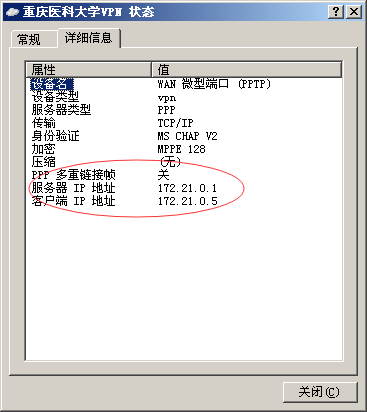 重庆医科大学VPN 状态
常规 详细信息
属性 值
设备名 WAN 微型端口 (PPTP)
设备类型 vpn
服务器类型 PPP
传输 TCP/IP
身份验证 MS CHAP V2
加密 MPPE 128
压缩 (无)
PPP 多重链接帧 关
服务器 IP 地址 172.21.0.1
客户端 IP 地址 172.21.0.5
关闭(C)